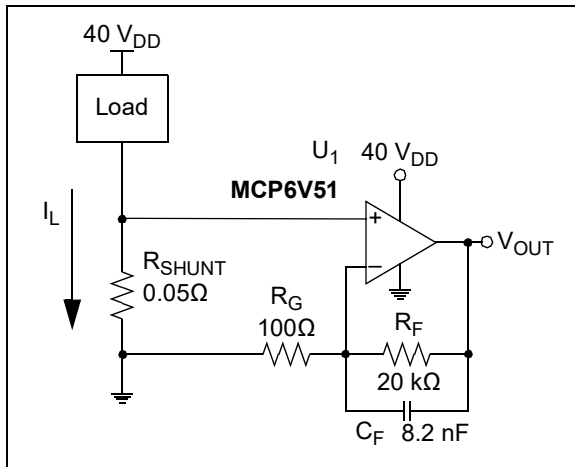 40 V_DD
Load
U_1 40 V_DD
MCP6V51
I_L
+
−
V_OUT
R_SHUNT
0.05Ω
R_G
100Ω
R_F
20 kΩ
C_F 8.2 nF